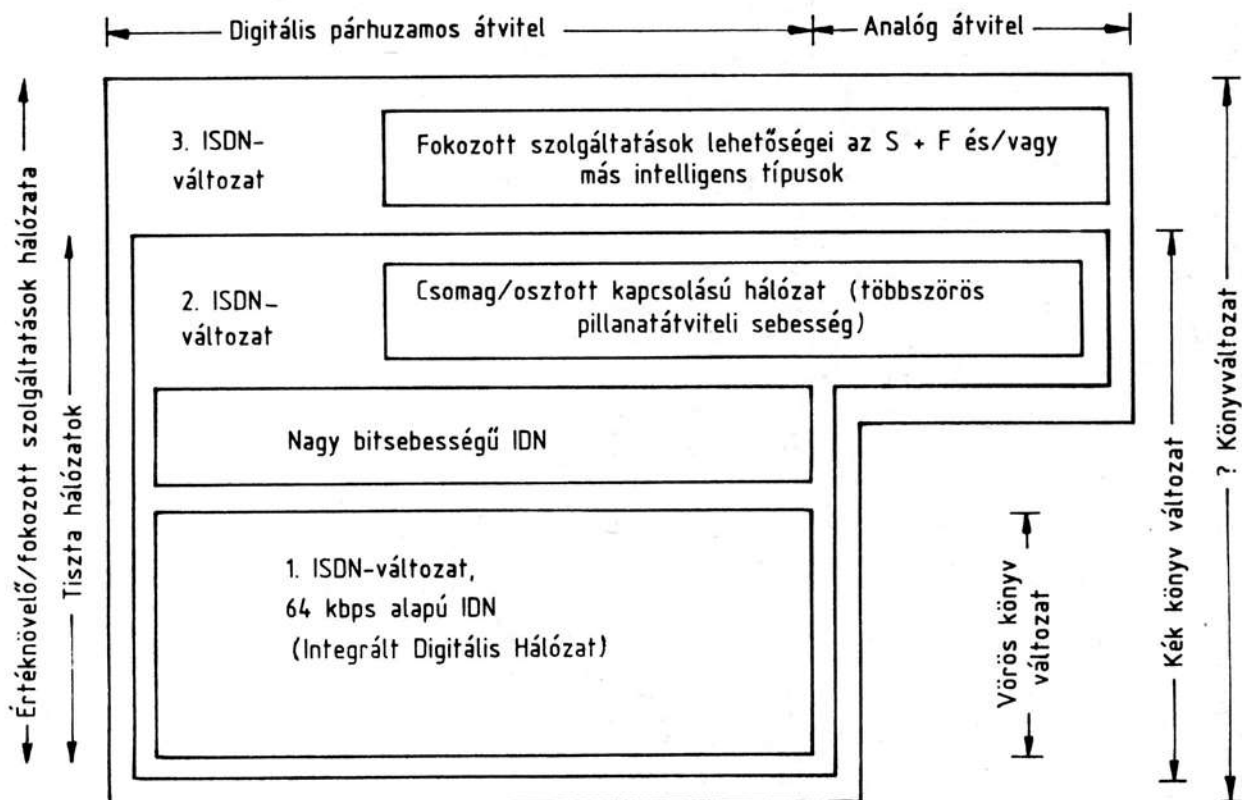 Digitális párhuzamos átvitel
Analóg átvitel
3. ISDN-
változat
Fokozott szolgáltatások lehetőségei az S + F és/vagy
más intelligens típusok
2. ISDN-
változat
Csomag/osztott kapcsolású hálózat (többszörös
pillanatátviteli sebesség)
Nagy bitsebességű IDN
1. ISDN-változat,
64 kbps alapú IDN
(Integrált Digitális Hálózat)
Értéknövelő/fokozott szolgáltatások hálózata
Tiszta hálózatok
Vörös könyv
változat
Kék könyv változat
? Könyvváltozat